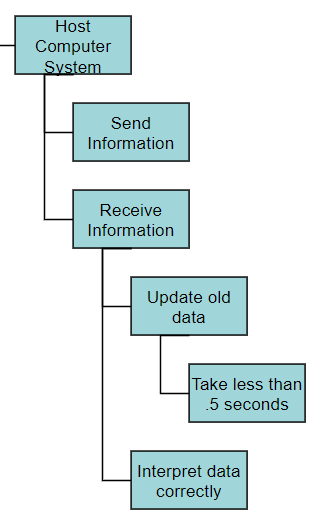 Host
Computer
System
Send
Information
Receive
Information
Update old
data
Take less than
.5 seconds
Interpret data
correctly